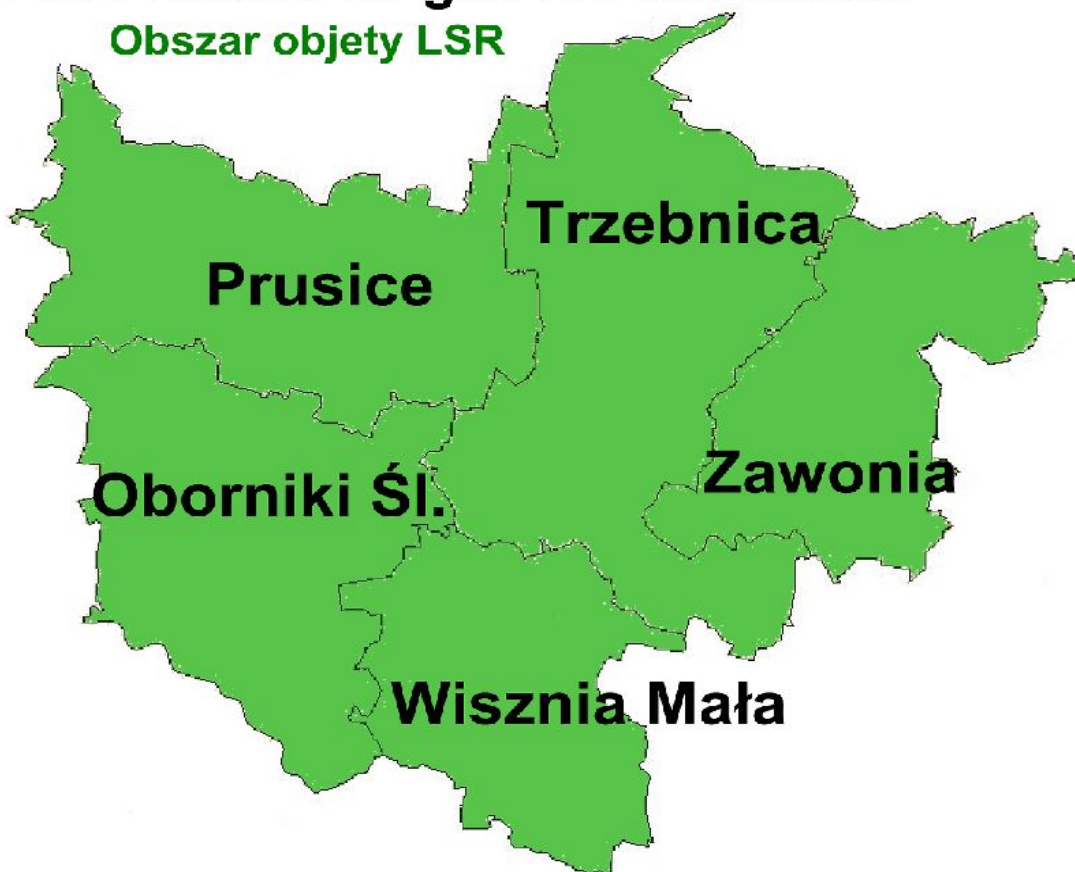 Obszar objety LSR
Trzebnica
Prusice
Zawonia
Oborniki Śl.
Wisznia Mała